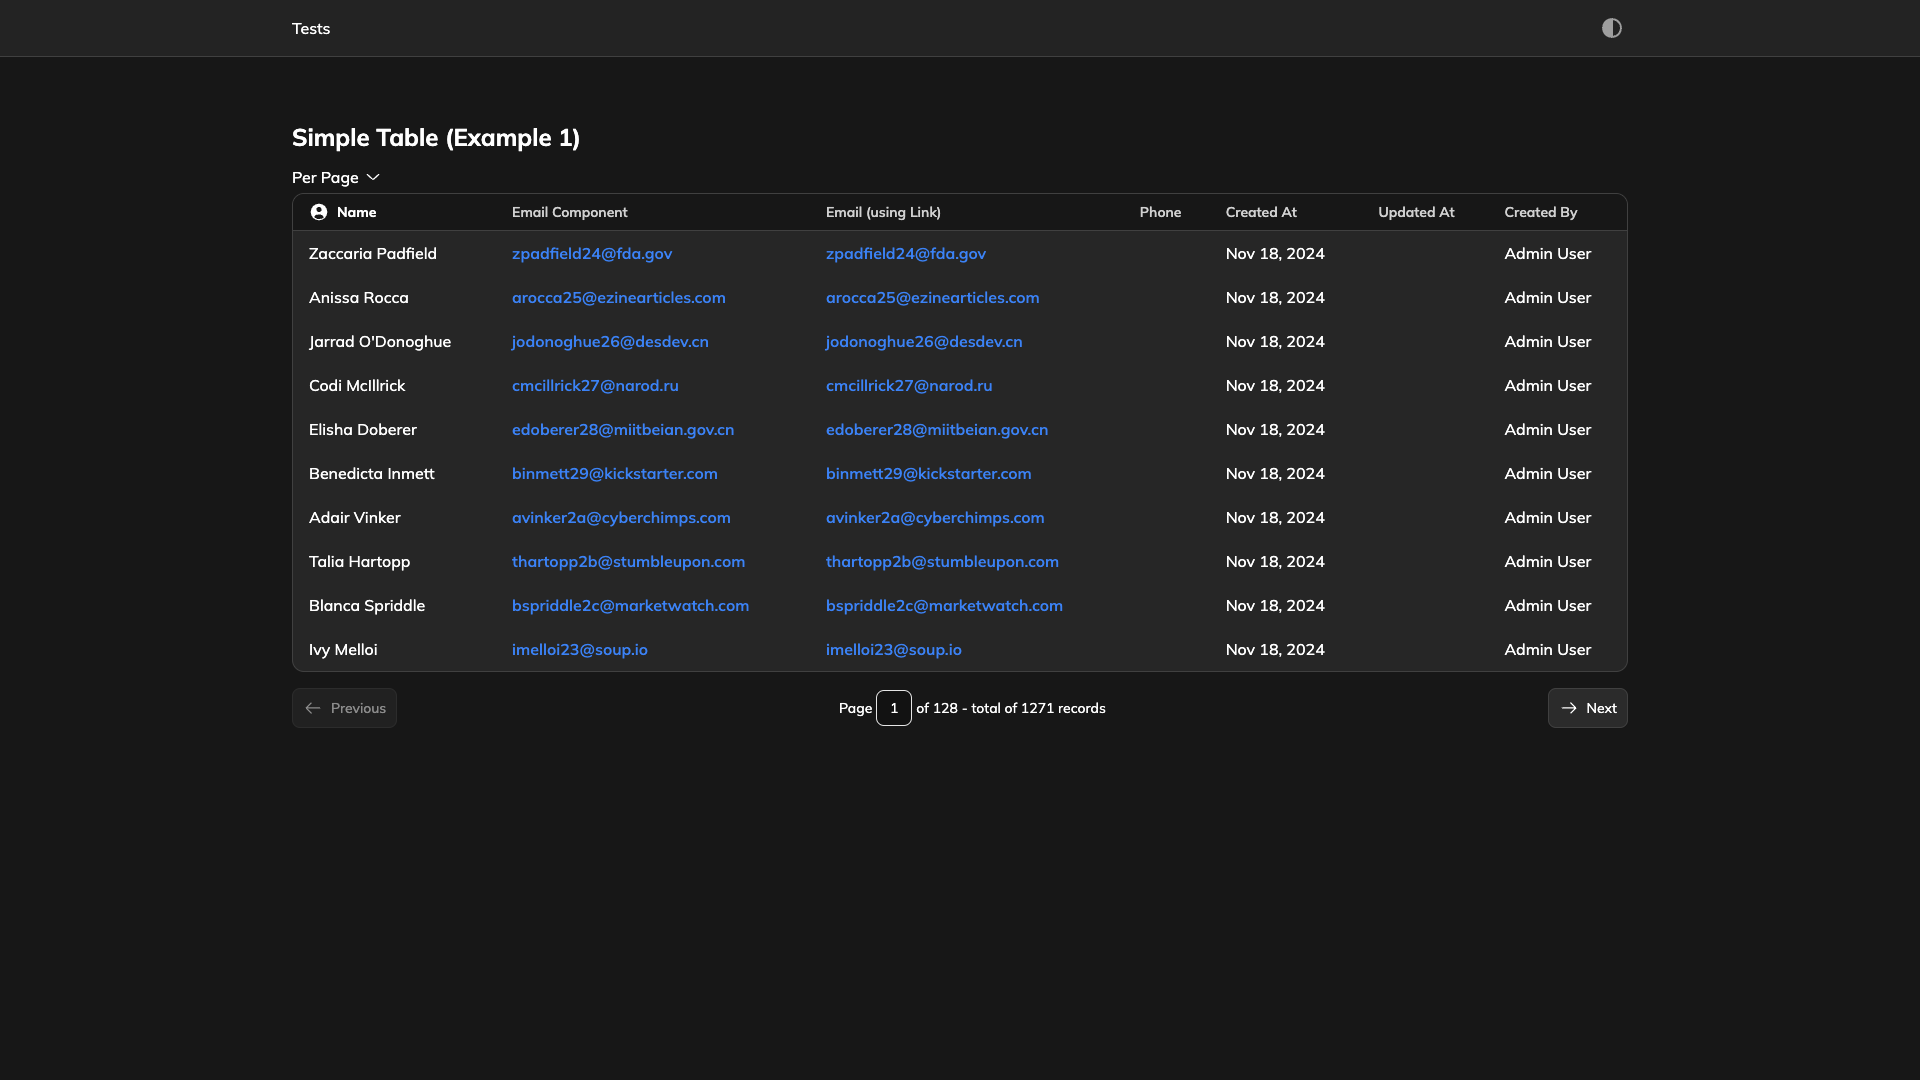 Tests
Simple Table (Example 1)
Per Page
Name Email Component Email (using Link) Phone Created At Updated At Created By
Zaccaria Padfield zpadfield24@fda.gov zpadfield24@fda.gov Nov 18, 2024 Admin User
Anissa Rocca arocca25@ezinearticles.com arocca25@ezinearticles.com Nov 18, 2024 Admin User
Jarrad O'Donoghue jodonoghue26@desdev.cn jodonoghue26@desdev.cn Nov 18, 2024 Admin User
Codi McIllrick cmcillrick27@narod.ru cmcillrick27@narod.ru Nov 18, 2024 Admin User
Elisha Doberer edoberer28@miitbeian.gov.cn edoberer28@miitbeian.gov.cn Nov 18, 2024 Admin User
Benedicta Inmett binmett29@kickstarter.com binmett29@kickstarter.com Nov 18, 2024 Admin User
Adair Vinker avinker2a@cyberchimps.com avinker2a@cyberchimps.com Nov 18, 2024 Admin User
Talia Hartopp thartopp2b@stumbleupon.com thartopp2b@stumbleupon.com Nov 18, 2024 Admin User
Blanca Spriddle bspriddle2c@marketwatch.com bspriddle2c@marketwatch.com Nov 18, 2024 Admin User
Ivy Melloi imelloi23@soup.io imelloi23@soup.io Nov 18, 2024 Admin User
Previous Page 1 of 128 - total of 1271 records Next